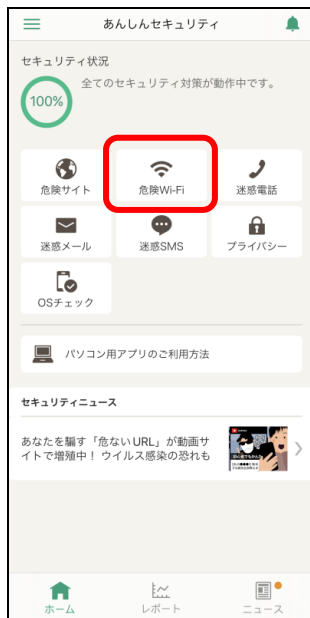 あんしんセキュリティ
セキュリティ状況
100%
全てのセキュリティ対策が動作中です。
危険サイト
危険Wi-Fi
迷惑電話
迷惑メール
迷惑SMS
プライバシー
OSチェック
パソコン用アプリのご利用方法
セキュリティニュース
あなたを騙す「危ないURL」が動画サ
イトで増殖中！ ウイルス感染の恐れも
ホーム
レポート
ニュース